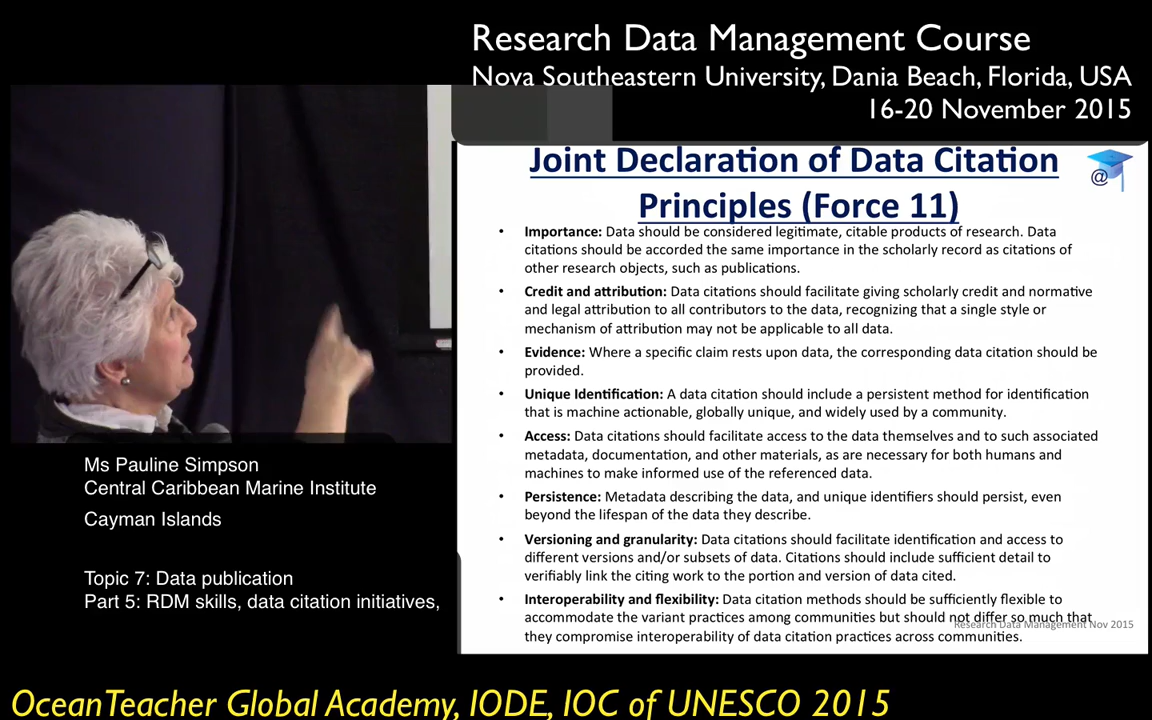 Research Data Management Course
Nova Southeastern University, Dania Beach, Florida, USA
16-20 November 2015
Joint Declaration of Data Citation
Principles (Force 11)
@
• Importance: Data should be considered legitimate, citable products of research. Data
citations should be accorded the same importance in the scholarly record as citations of
other research objects, such as publications.
• Credit and attribution: Data citations should facilitate giving scholarly credit and normative
and legal attribution to all contributors to the data, recognizing that a single style or
mechanism of attribution may not be applicable to all data.
• Evidence: Where a specific claim rests upon data, the corresponding data citation should be
provided.
• Unique Identification: A data citation should include a persistent method for identification
that is machine actionable, globally unique, and widely used by a community.
• Access: Data citations should facilitate access to the data themselves and to such associated
metadata, documentation, and other materials, as are necessary for both humans and
machines to make informed use of the referenced data.
• Persistence: Metadata describing the data, and unique identifiers should persist, even
beyond the lifespan of the data they describe.
• Versioning and granularity: Data citations should facilitate identification and access to
different versions and/or subsets of data. Citations should include sufficient detail to
verifiably link the citing work to the portion and version of data cited.
• Interoperability and flexibility: Data citation methods should be sufficiently flexible to
accommodate the variant practices among communities but should not differ so much that
they compromise interoperability of data citation practices across communities.
Research Data Management Nov 2015
Ms Pauline Simpson
Central Caribbean Marine Institute
Cayman Islands
Topic 7: Data publication
Part 5: RDM skills, data citation initiatives,
OceanTeacher Global Academy, IODE, IOC of UNESCO 2015